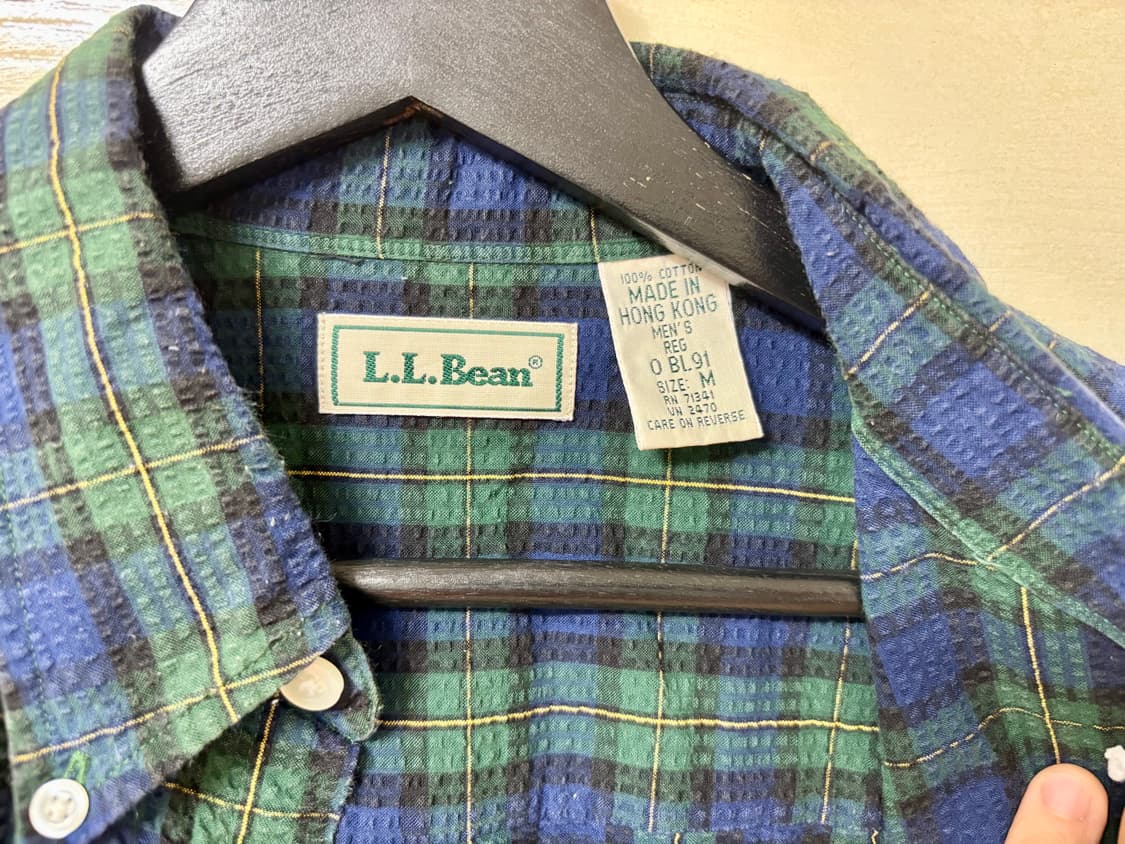 L.L.Bean®
100% COTTON
MADE IN
HONG KONG
MEN'S
REG
0 BL.91
SIZE: M
RN 71341
VN 2470
CARE ON REVERSE